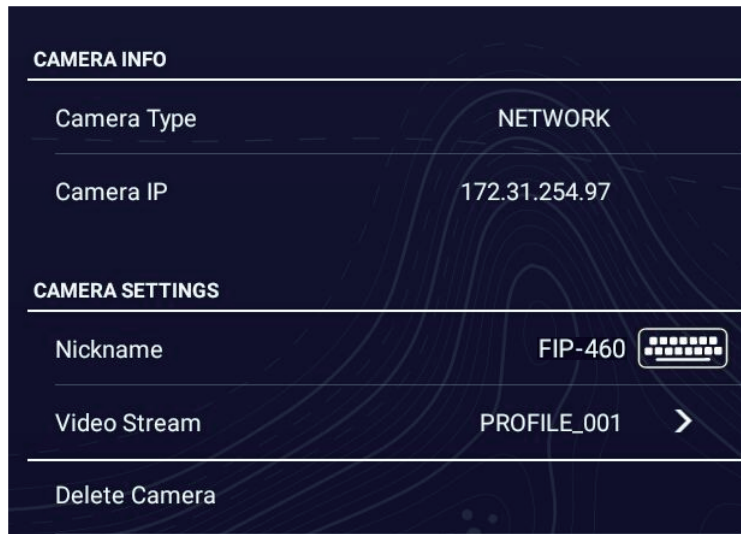 CAMERA INFO
Camera Type NETWORK
Camera IP 172.31.254.97
CAMERA SETTINGS
Nickname FIP-460
Video Stream PROFILE_001
Delete Camera